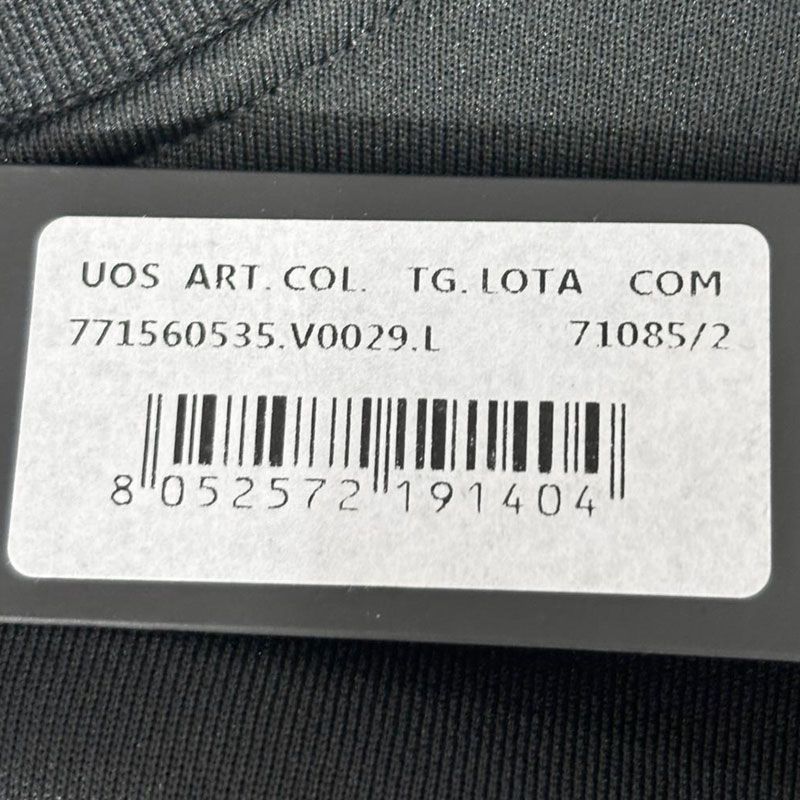 UOS ART. COL. TG. LOTA COM
771560535.V0029.L 71085/2
8 052572 191404